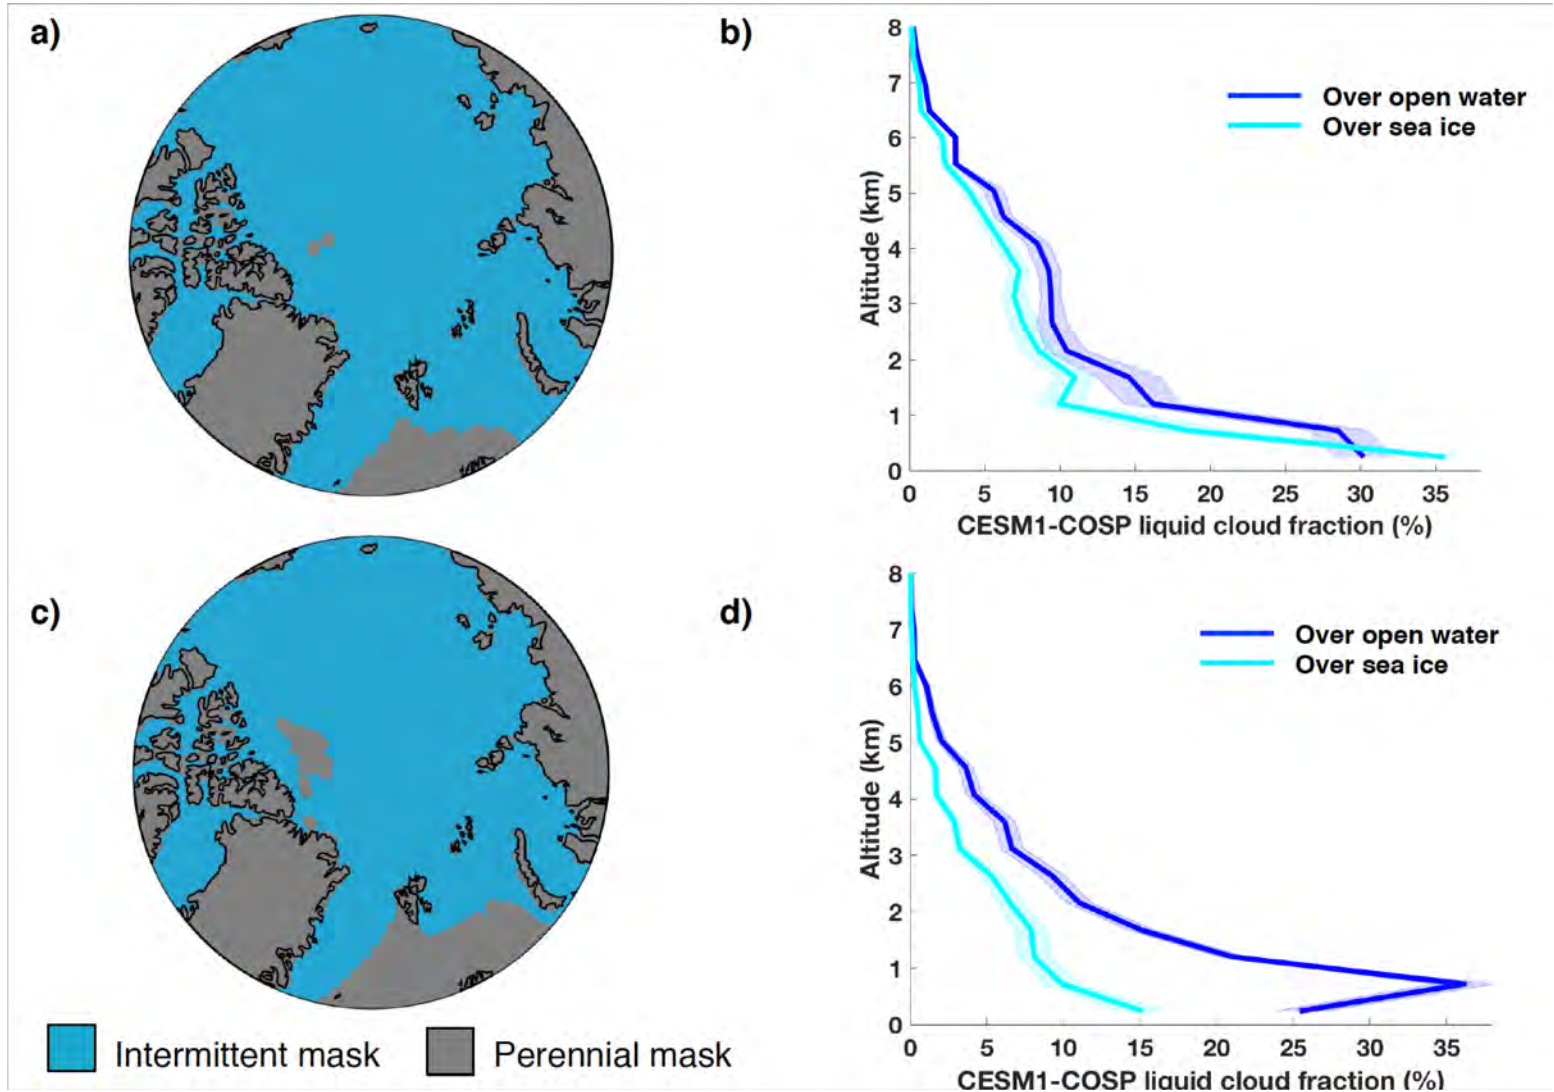 a)
b)
8
7
6
5
4
3
2
1
0
Altitude (km)
Over open water
Over sea ice
0 5 10 15 20 25 30 35
CESM1-COSP liquid cloud fraction (%)
c)
d)
8
7
6
5
4
3
2
1
0
Altitude (km)
Over open water
Over sea ice
0 5 10 15 20 25 30 35
CESM1-COSP liquid cloud fraction (%)
Intermittent mask
Perennial mask